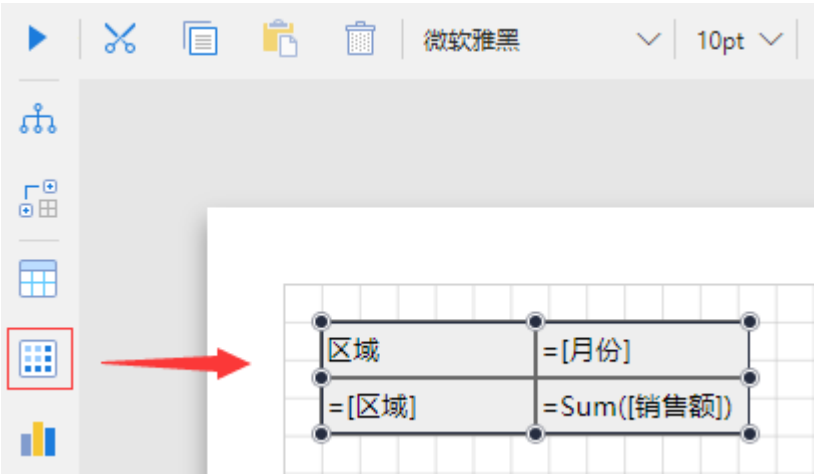 微软雅黑 10pt
区域 =[月份]
=[区域] =Sum([销售额])